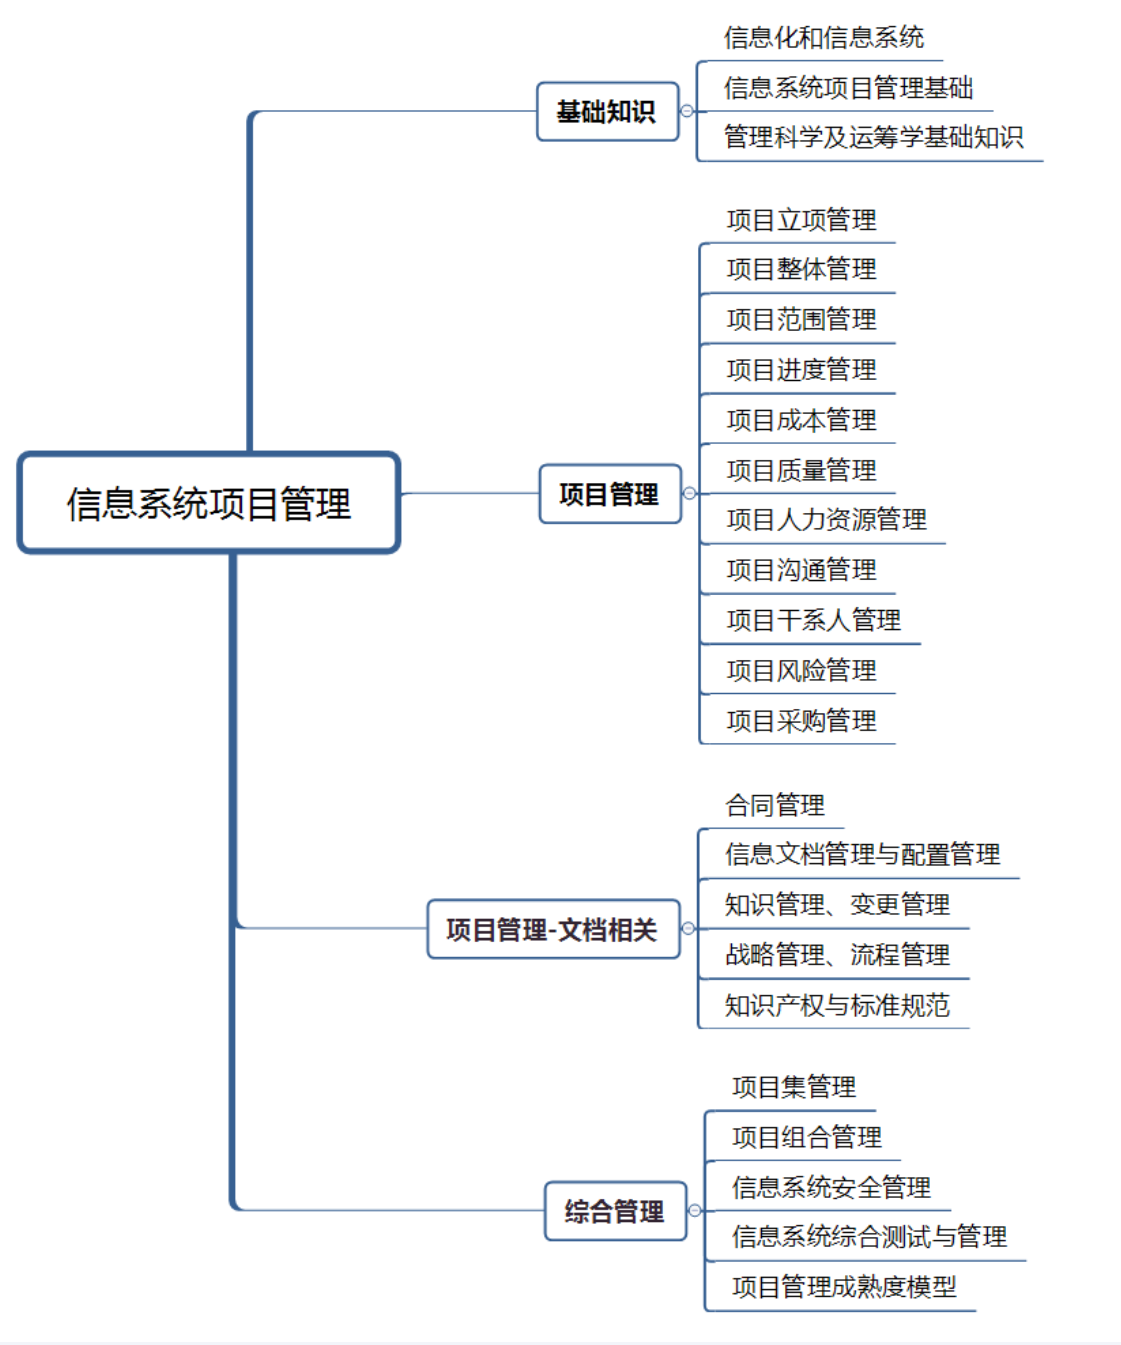 信息系统项目管理
基础知识
信息化和信息系统
信息系统项目管理基础
管理科学及运筹学基础知识
项目管理
项目立项管理
项目整体管理
项目范围管理
项目进度管理
项目成本管理
项目质量管理
项目人力资源管理
项目沟通管理
项目干系人管理
项目风险管理
项目采购管理
项目管理-文档相关
合同管理
信息文档管理与配置管理
知识管理、变更管理
战略管理、流程管理
知识产权与标准规范
综合管理
项目集管理
项目组合管理
信息系统安全管理
信息系统综合测试与管理
项目管理成熟度模型